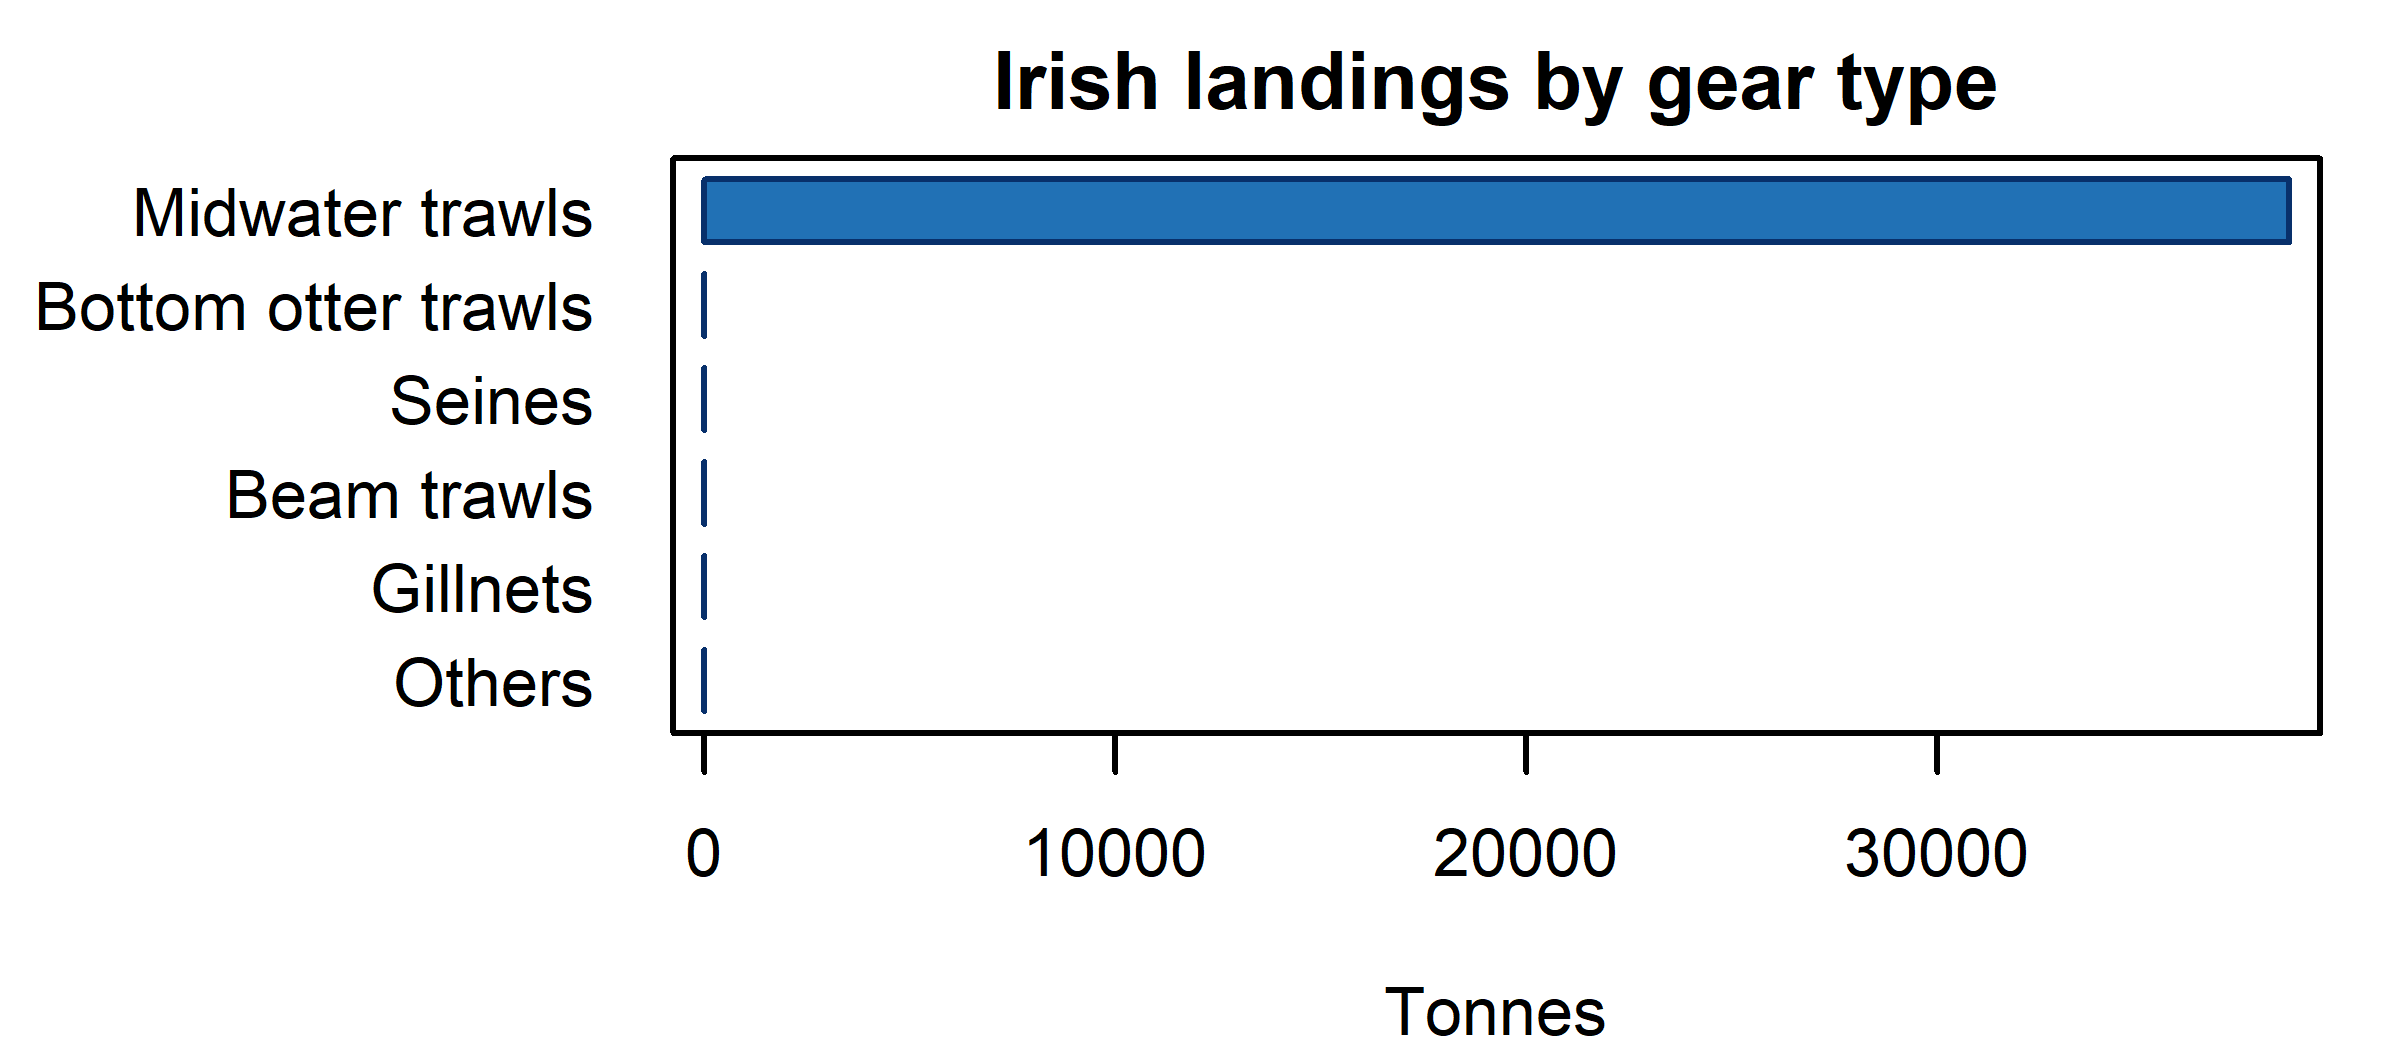 Irish landings by gear type
Midwater trawls
Bottom otter trawls
Seines
Beam trawls
Gillnets
Others
0 10000 20000 30000
Tonnes